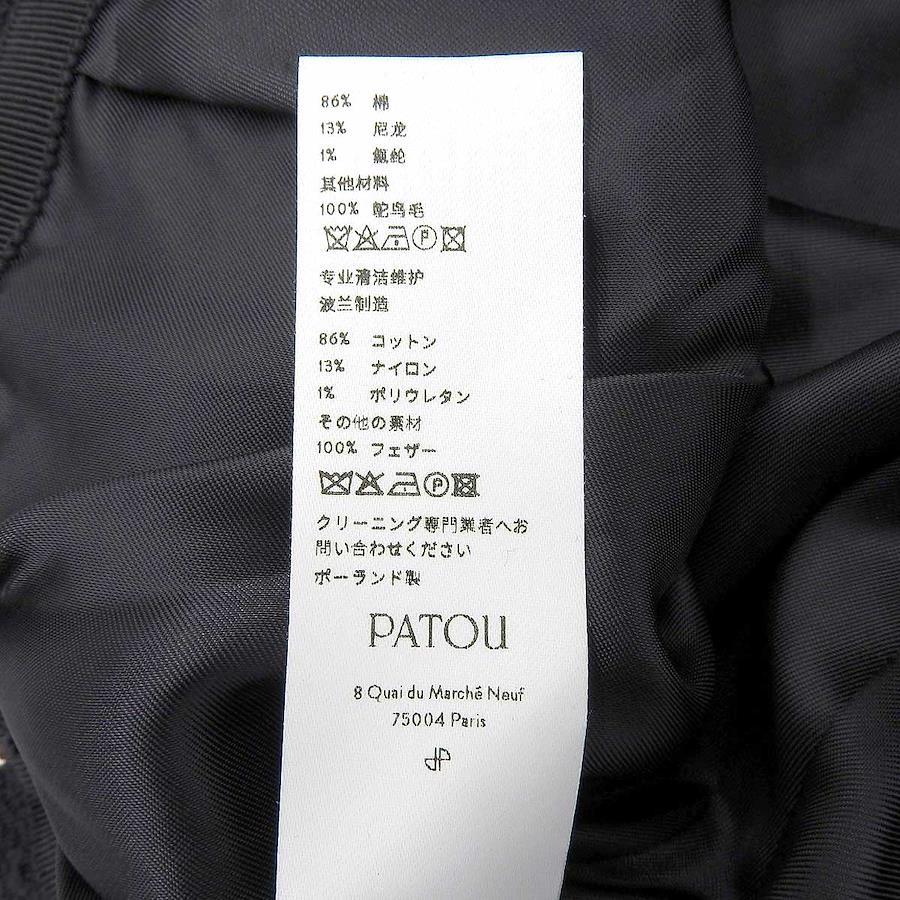 86% 棉
13% 尼龙
1% 氨纶
其他材料
100% 鸵鸟毛
专业清洁维护
波兰制造
86% コットン
13% ナイロン
1% ポリウレタン
その他の素材
100% フェザー
クリーニング専門業者へお
問い合わせください
ポーランド製
PATOU
8 Quai du Marché Neuf
75004 Paris
JP